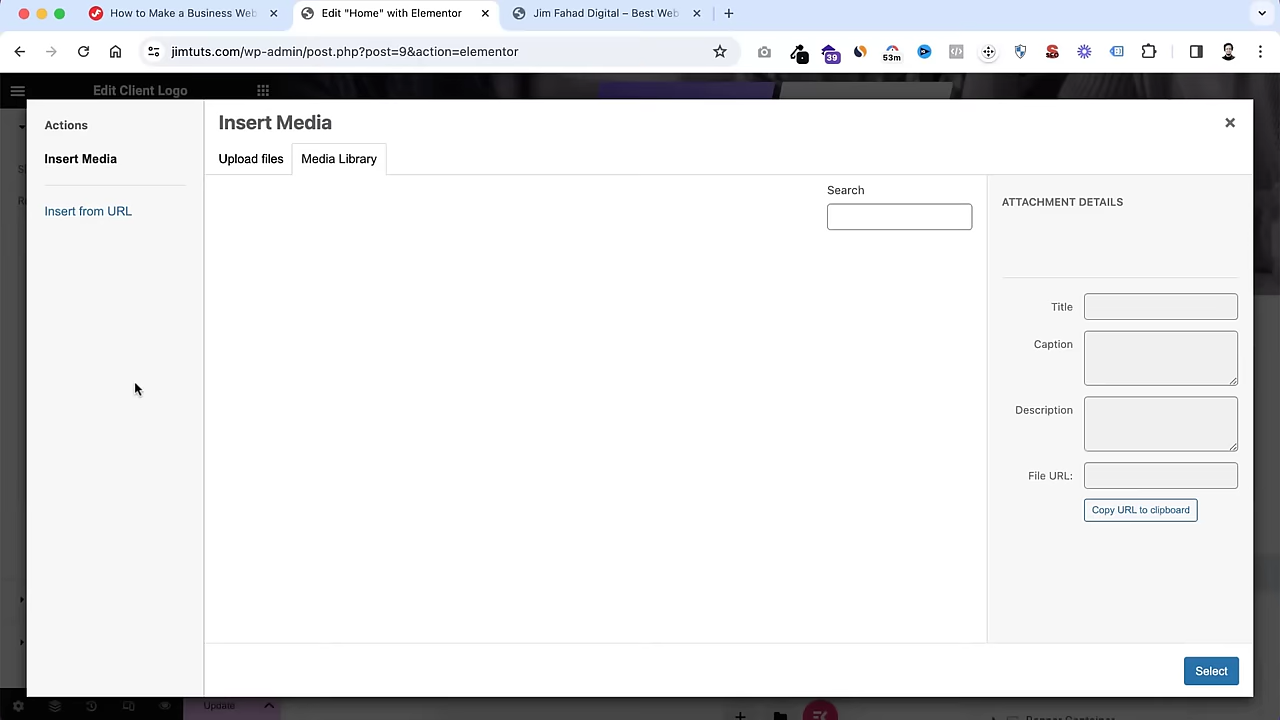 How to Make a Business Web
Edit "Home" with Elementor
Jim Fahad Digital – Best Web
jimtuts.com/wp-admin/post.php?post=9&action=elementor
39
53m
Edit Client Logo
Actions
Insert Media
Insert from URL
Insert Media
Upload files
Media Library
Search
ATTACHMENT DETAILS
Title
Caption
Description
File URL:
Copy URL to clipboard
Select
Update